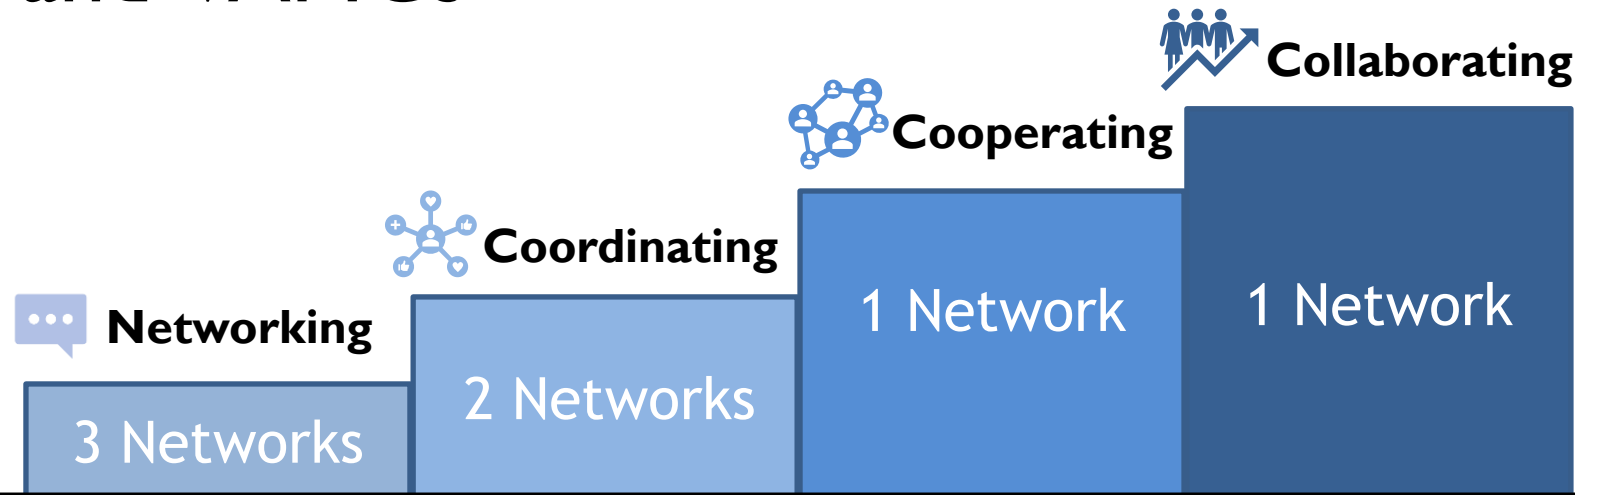 Networking
3 Networks
Coordinating
2 Networks
Cooperating
1 Network
Collaborating
1 Network